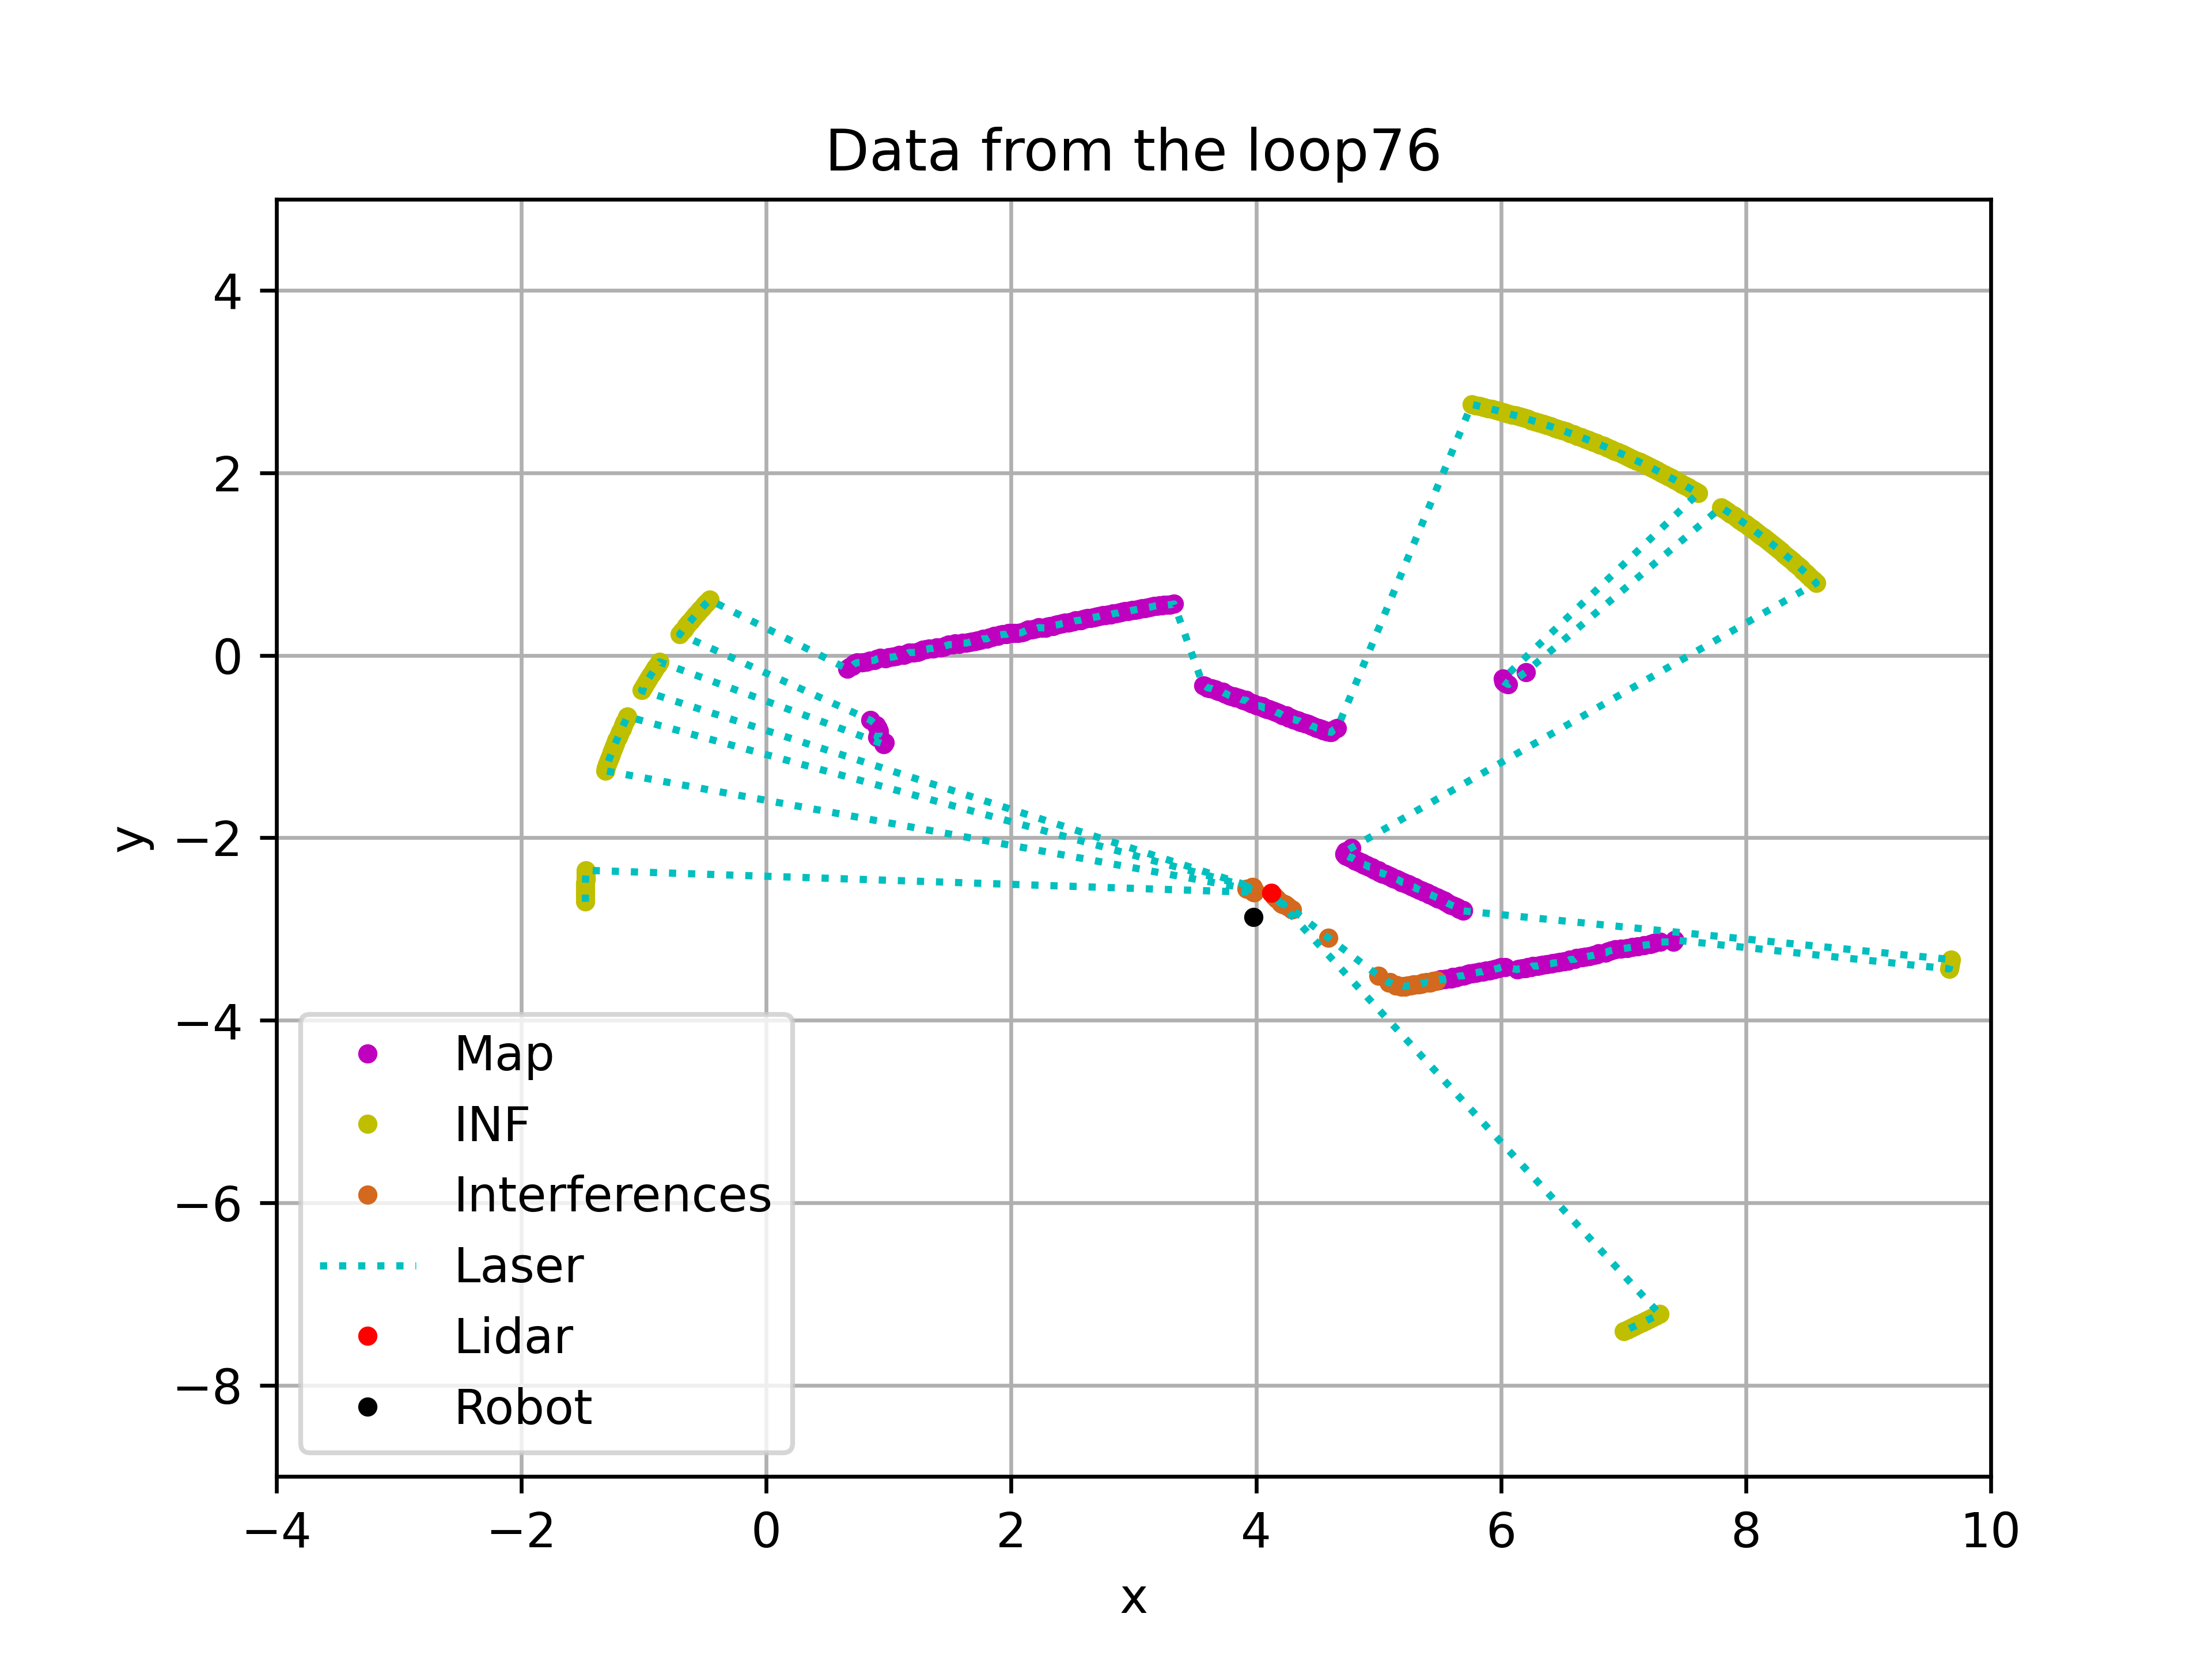 Data from the loop76
4
2
0
−2
−4
−6
−8
y
Map
INF
Interferences
Laser
Lidar
Robot
−4 −2 0 2 4 6 8 10
x